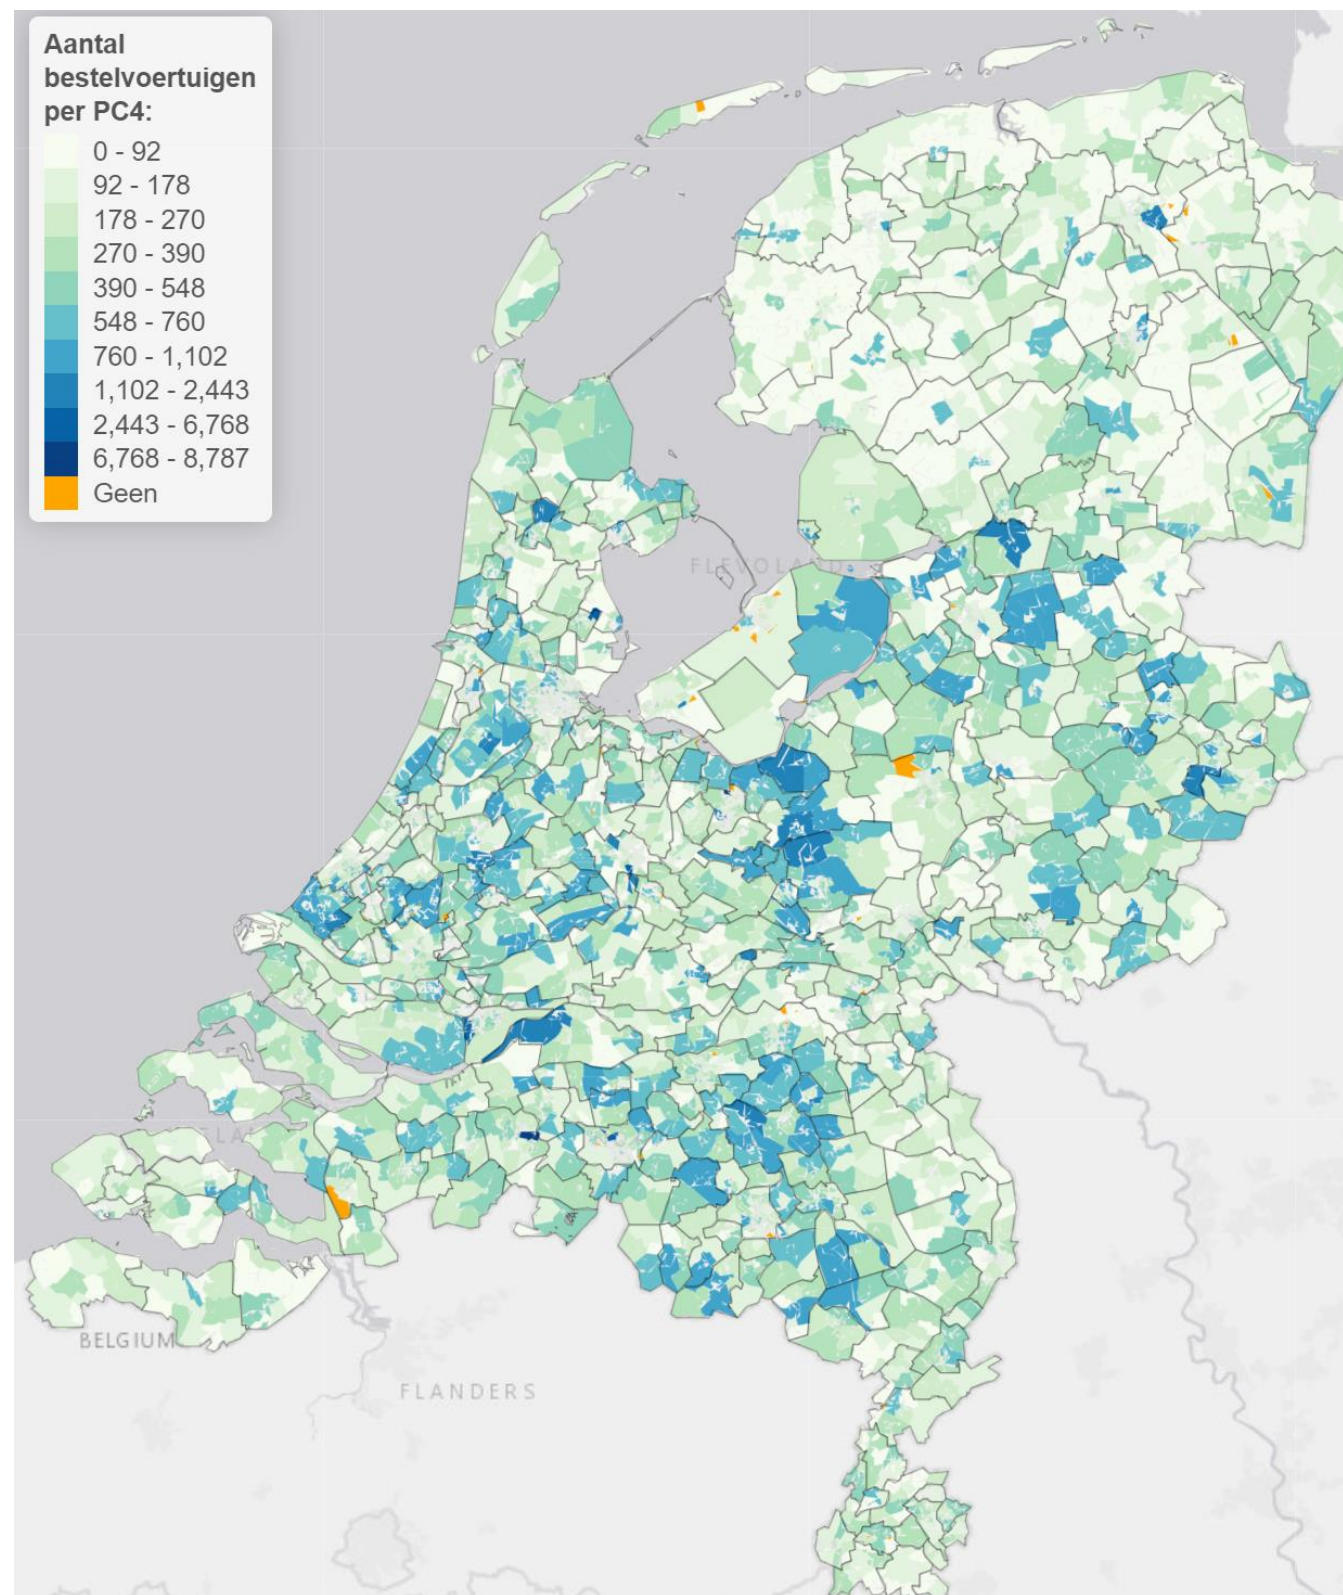 Aantal
bestelvoertuigen
per PC4:
0 - 92
92 - 178
178 - 270
270 - 390
390 - 548
548 - 760
760 - 1,102
1,102 - 2,443
2,443 - 6,768
6,768 - 8,787
Geen
FLEVOLAND
BELGIUM
FLANDERS